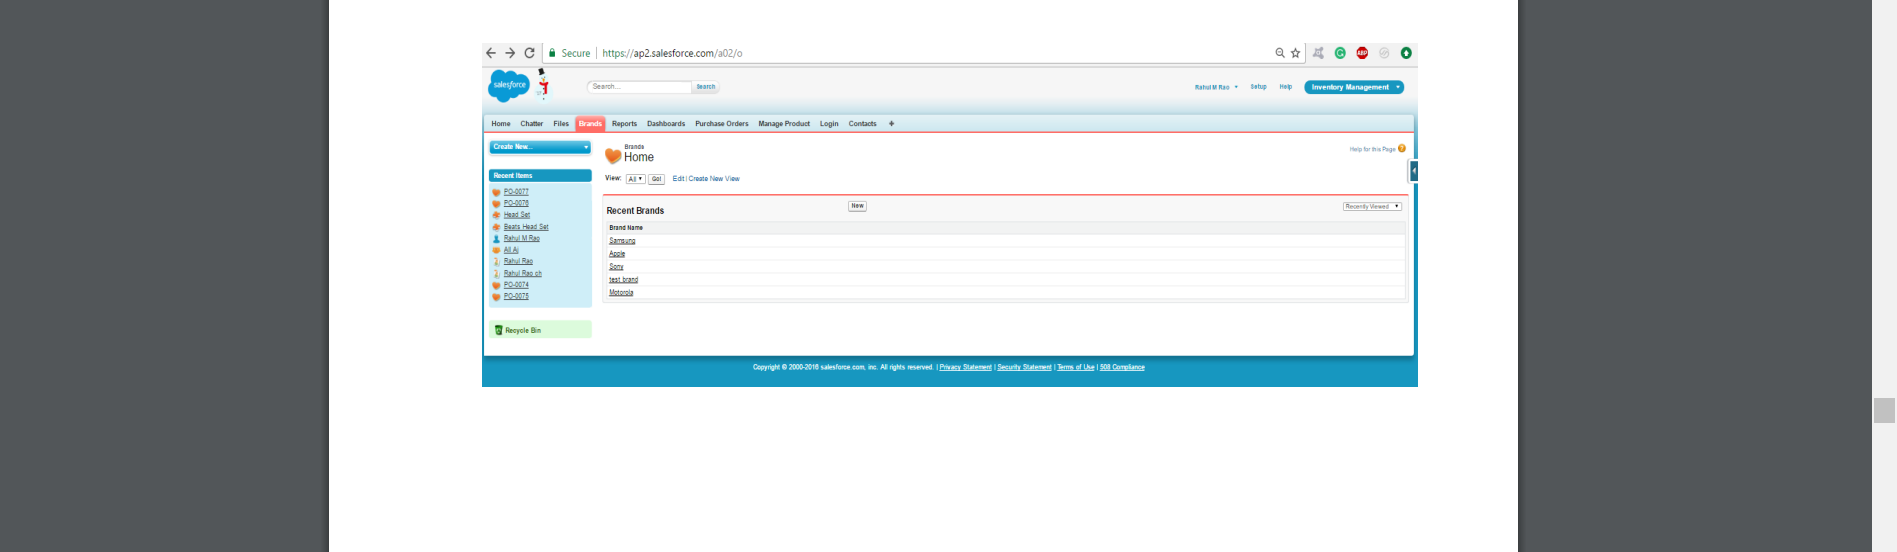 Secure | https://ap2.salesforce.com/a02/o
ABP
salesforce
Search...
Search
Rahul M Rao
Setup
Help
Inventory Management
Home Chatter Files Brands Reports Dashboards Purchase Orders Manage Product Login Contacts +
Create New...
Recent Items
PO-0077
PO-0076
Head Set
Beats Head Set
Rahul M Rao
Rahul Rao
Rahul Rao ch
PO-0074
PO-0075
Recycle Bin
Brands
Home
Help for this Page ?
View: All Go! Edit | Create New View
Recent Brands
New
Recently Viewed
Brand Name
Samsung
Apple
Sony
test brand
Motorola
Copyright © 2000-2016 salesforce.com, inc. All rights reserved. | Privacy Statement | Security Statement | Terms of Use | 508 Compliance